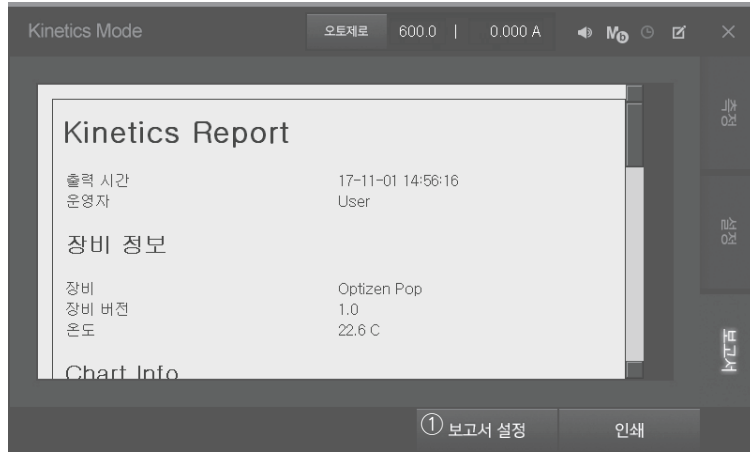 Kinetics Mode
오토제로 600.0 | 0.000 A
Kinetics Report
출력 시간 17-11-01 14:56:16
운영자 User
장비 정보
장비 Optizen Pop
장비 버전 1.0
온도 22.6 C
Chart Info
측정
설정
보고서
① 보고서 설정
인쇄